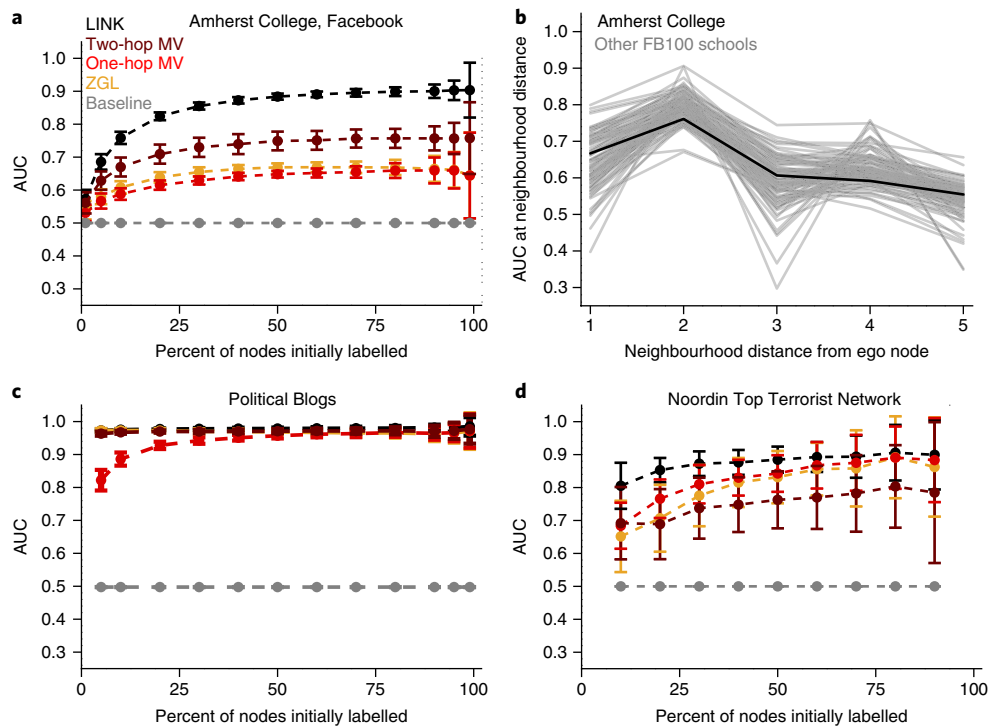 a
Amherst College, Facebook
LINK
Two-hop MV
One-hop MV
ZGL
Baseline
1.0
0.9
0.8
0.7
0.6
0.5
0.4
0.3
AUC
0
25
50
75
100
Percent of nodes initially labelled
b
Amherst College
Other FB100 schools
1.0
0.9
0.8
0.7
0.6
0.5
0.4
0.3
AUC at neighbourhood distance
1
2
3
4
5
Neighbourhood distance from ego node
c
Political Blogs
1.0
0.9
0.8
0.7
0.6
0.5
0.4
0.3
AUC
0
25
50
75
100
Percent of nodes initially labelled
d
Noordin Top Terrorist Network
1.0
0.9
0.8
0.7
0.6
0.5
0.4
0.3
AUC
0
25
50
75
100
Percent of nodes initially labelled